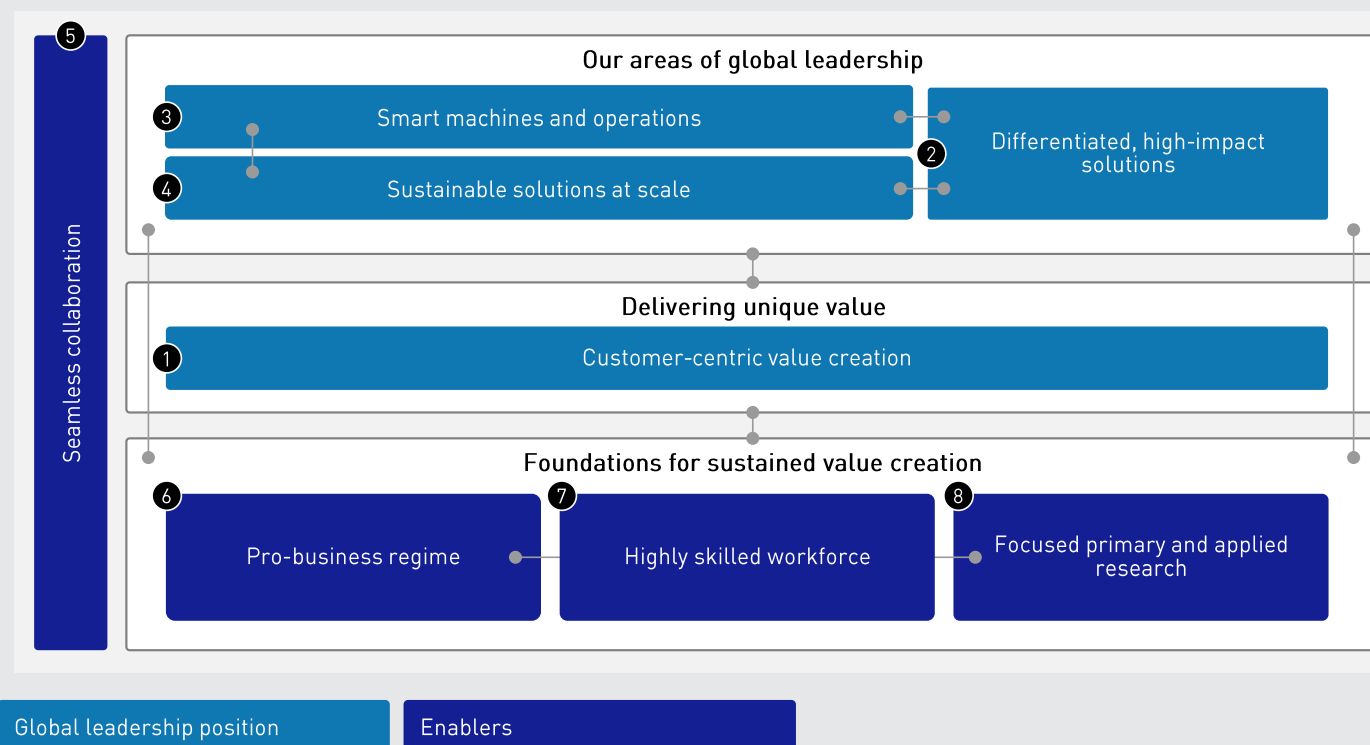 5
Seamless collaboration
Our areas of global leadership
3
Smart machines and operations
4
Sustainable solutions at scale
2
Differentiated, high-impact
solutions
Delivering unique value
1
Customer-centric value creation
Foundations for sustained value creation
6
Pro-business regime
7
Highly skilled workforce
8
Focused primary and applied
research
Global leadership position
Enablers